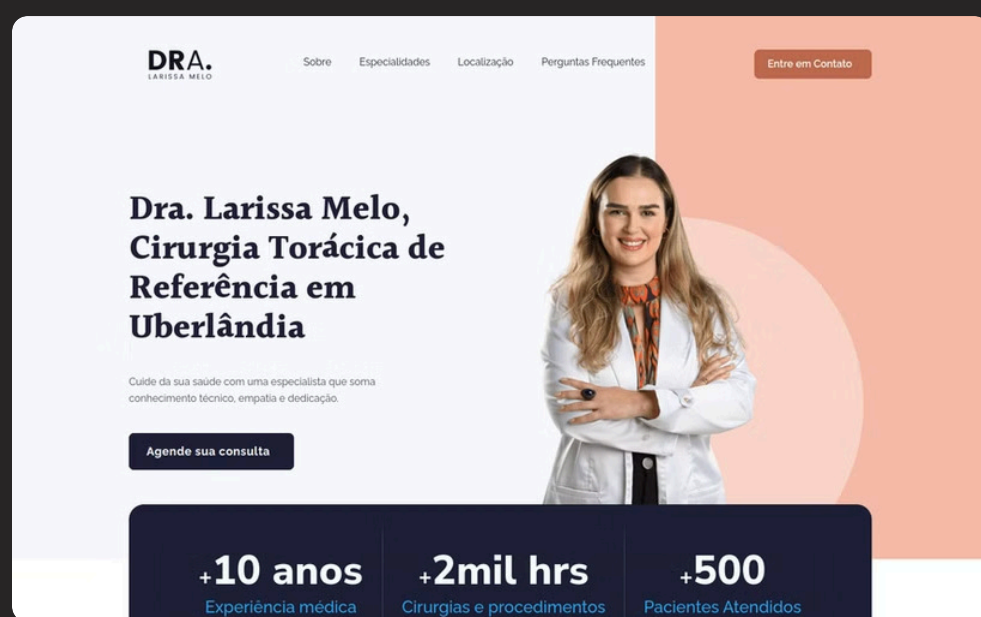 DRA.
LARISSA MELO
Sobre
Especialidades
Localização
Perguntas Frequentes
Entre em Contato
Dra. Larissa Melo,
Cirurgia Torácica de
Referência em
Uberlândia
Cuide da sua saúde com uma especialista que soma
conhecimento técnico, empatia e dedicação.
Agende sua consulta
+10 anos
Experiência médica
+2mil hrs
Cirurgias e procedimentos
+500
Pacientes Atendidos